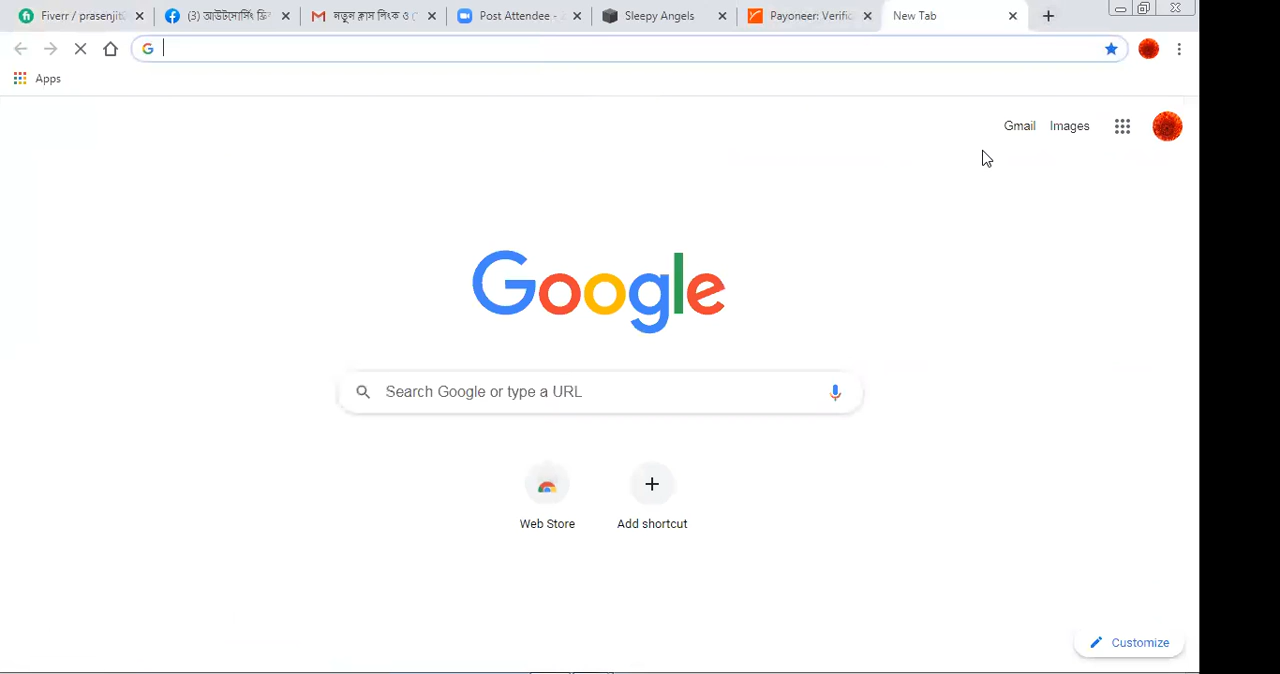 Fiverr / prasenjit
(3) আউটসোর্সিং ফ্রি
নতুল ক্লাস লিংক ও
Post Attendee -
Sleepy Angels
Payoneer: Verific
New Tab
Apps
Gmail
Images
Google
Search Google or type a URL
Web Store
Add shortcut
Customize